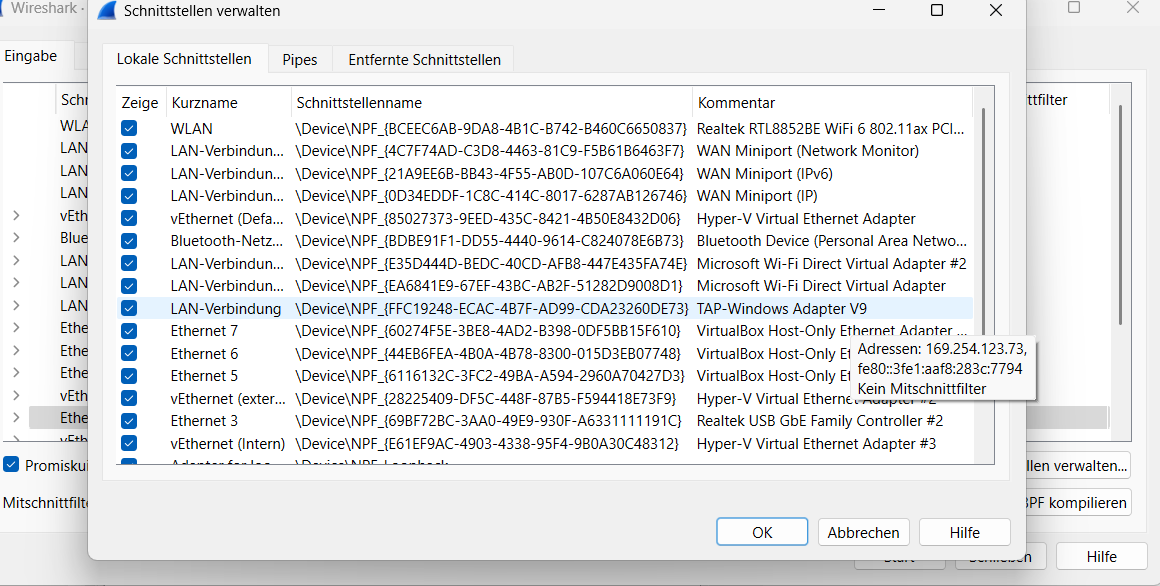 Wireshark ·
Schnittstellen verwalten
Eingabe
Lokale Schnittstellen Pipes Entfernte Schnittstellen
Zeige Kurzname Schnittstellenname Kommentar
WLAN \Device\NPF_{BCEEC6AB-9DA8-4B1C-B742-B460C6650837} Realtek RTL8852BE WiFi 6 802.11ax PCI...
LAN-Verbindun... \Device\NPF_{4C7F74AD-C3D8-4463-81C9-F5B61B6463F7} WAN Miniport (Network Monitor)
LAN-Verbindun... \Device\NPF_{21A9EE6B-BB43-4F55-AB0D-107C6A060E64} WAN Miniport (IPv6)
LAN-Verbindun... \Device\NPF_{0D34EDDF-1C8C-414C-8017-6287AB126746} WAN Miniport (IP)
vEthernet (Defa... \Device\NPF_{85027373-9EED-435C-8421-4B50E8432D06} Hyper-V Virtual Ethernet Adapter
Bluetooth-Netz... \Device\NPF_{BDBE91F1-DD55-4440-9614-C824078E6B73} Bluetooth Device (Personal Area Netwo...
LAN-Verbindun... \Device\NPF_{E35D444D-BEDC-40CD-AFB8-447E435FA74E} Microsoft Wi-Fi Direct Virtual Adapter #2
LAN-Verbindun... \Device\NPF_{EA6841E9-67EF-43BC-AB2F-51282D9008D1} Microsoft Wi-Fi Direct Virtual Adapter
LAN-Verbindung \Device\NPF_{FFC19248-ECAC-4B7F-AD99-CDA23260DE73} TAP-Windows Adapter V9
Ethernet 7 \Device\NPF_{60274F5E-3BE8-4AD2-B398-0DF5BB15F610} VirtualBox Host-Only Ethernet Adapter ...
Ethernet 6 \Device\NPF_{44EB6FEA-4B0A-4B78-8300-015D3EB07748} VirtualBox Host-Only Et
Ethernet 5 \Device\NPF_{6116132C-3FC2-49BA-A594-2960A70427D3} VirtualBox Host-Only Et
vEthernet (exter... \Device\NPF_{28225409-DF5C-448F-87B5-F594418E73F9} Hyper-V Virtual Ethernet Adapter #2
Ethernet 3 \Device\NPF_{69BF72BC-3AA0-49E9-930F-A6331111191C} Realtek USB GbE Family Controller #2
vEthernet (Intern) \Device\NPF_{E61EF9AC-4903-4338-95F4-9B0A30C48312} Hyper-V Virtual Ethernet Adapter #3
Adressen: 169.254.123.73,
fe80::3fe1:aaf8:283c:7794
Kein Mitschnittfilter
OK Abbrechen Hilfe
Schr
WLA
LAN
LAN
LAN
vEth
Blue
LAN
LAN
LAN
Ethe
Ethe
Ethe
vEth
Ethe
vEth
ttfilter
Promiskui
llen verwalten...
Mitschnittfilte
BPF kompilieren
Start Schließen Hilfe